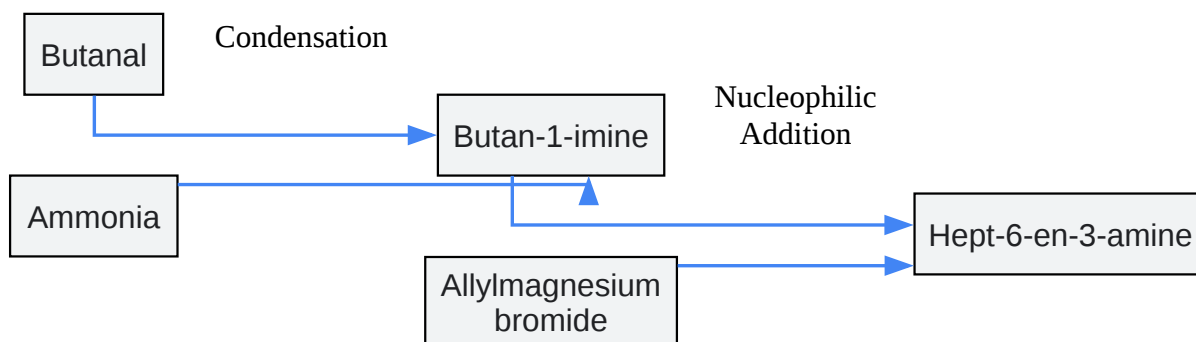 Butanal
Condensation
Nucleophilic
Addition
Butan-1-imine
Ammonia
Hept-6-en-3-amine
Allylmagnesium
bromide